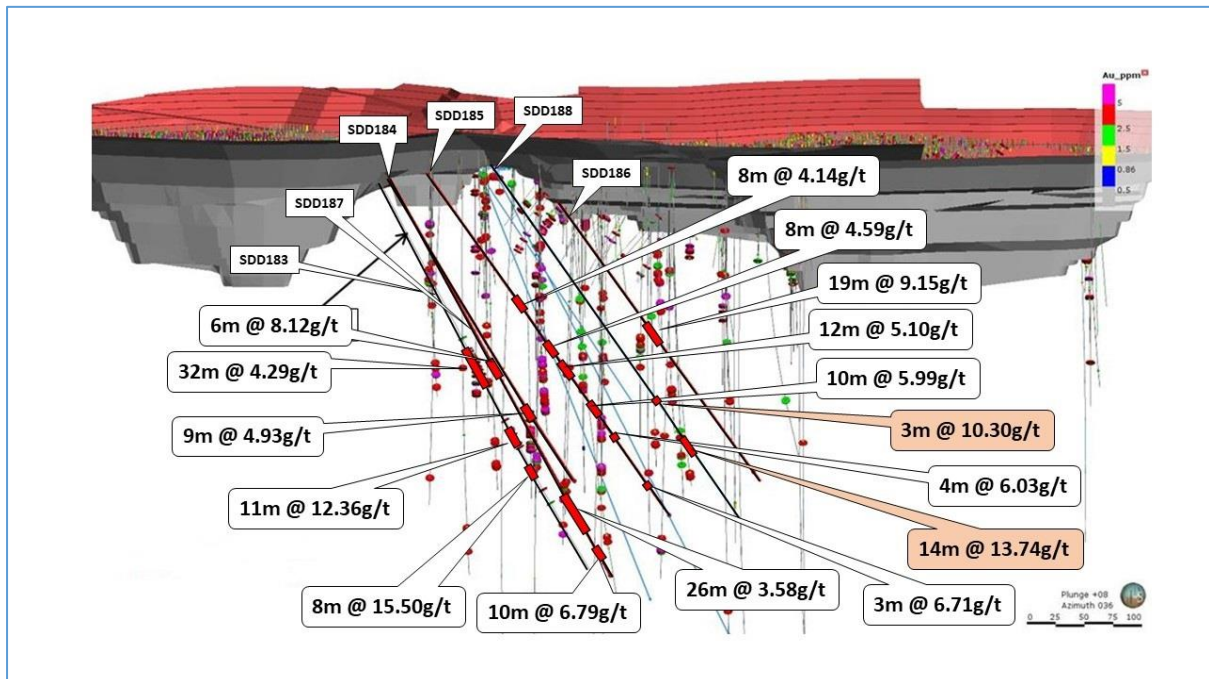 Au_ppm
5
2.5
1.5
0.86
0.5
SDD184
SDD185
SDD188
SDD186
SDD187
SDD183
8m @ 4.14g/t
8m @ 4.59g/t
19m @ 9.15g/t
12m @ 5.10g/t
10m @ 5.99g/t
3m @ 10.30g/t
4m @ 6.03g/t
14m @ 13.74g/t
3m @ 6.71g/t
26m @ 3.58g/t
10m @ 6.79g/t
8m @ 15.50g/t
11m @ 12.36g/t
9m @ 4.93g/t
32m @ 4.29g/t
6m @ 8.12g/t
Plunge +08
Azimuth 036
0 25 50 75 100